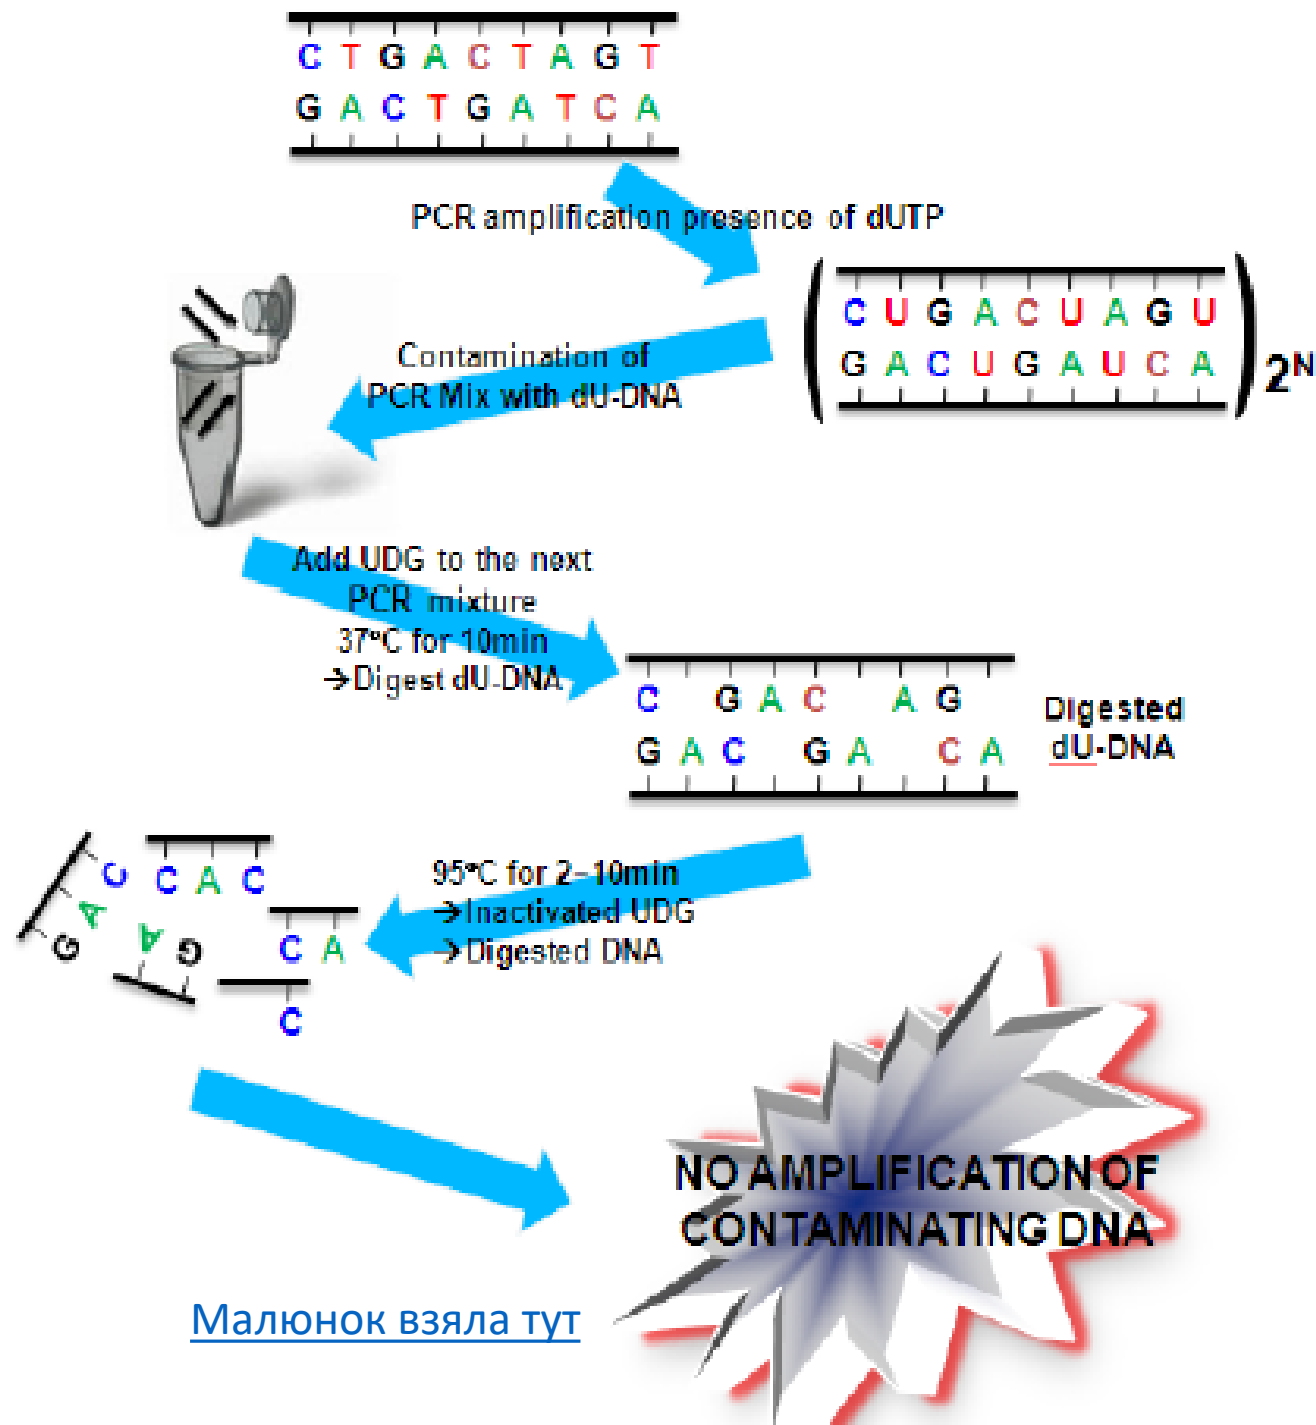 C T G A C T A G T
G A C T G A T C A
PCR amplification presence of dUTP
C U G A C U A G U
G A C U G A U C A
2N
Contamination of
PCR Mix with dU-DNA
Add UDG to the next
PCR mixture
37°C for 10min
→Digest dU-DNA
C G A C A G
G A C G A C A
Digested
dU-DNA
95°C for 2-10min
→Inactivated UDG
→Digested DNA
G A C
C A C
G A
C A
C
NO AMPLIFICATION OF
CONTAMINATING DNA
Малюнок взяла тут